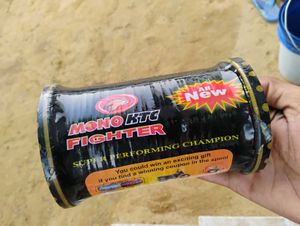 All
New
MONO KTC
FIGHTER
SUPER PERFORMING CHAMPION
You could win an exciting gift
if you find a winning coupon in the spool